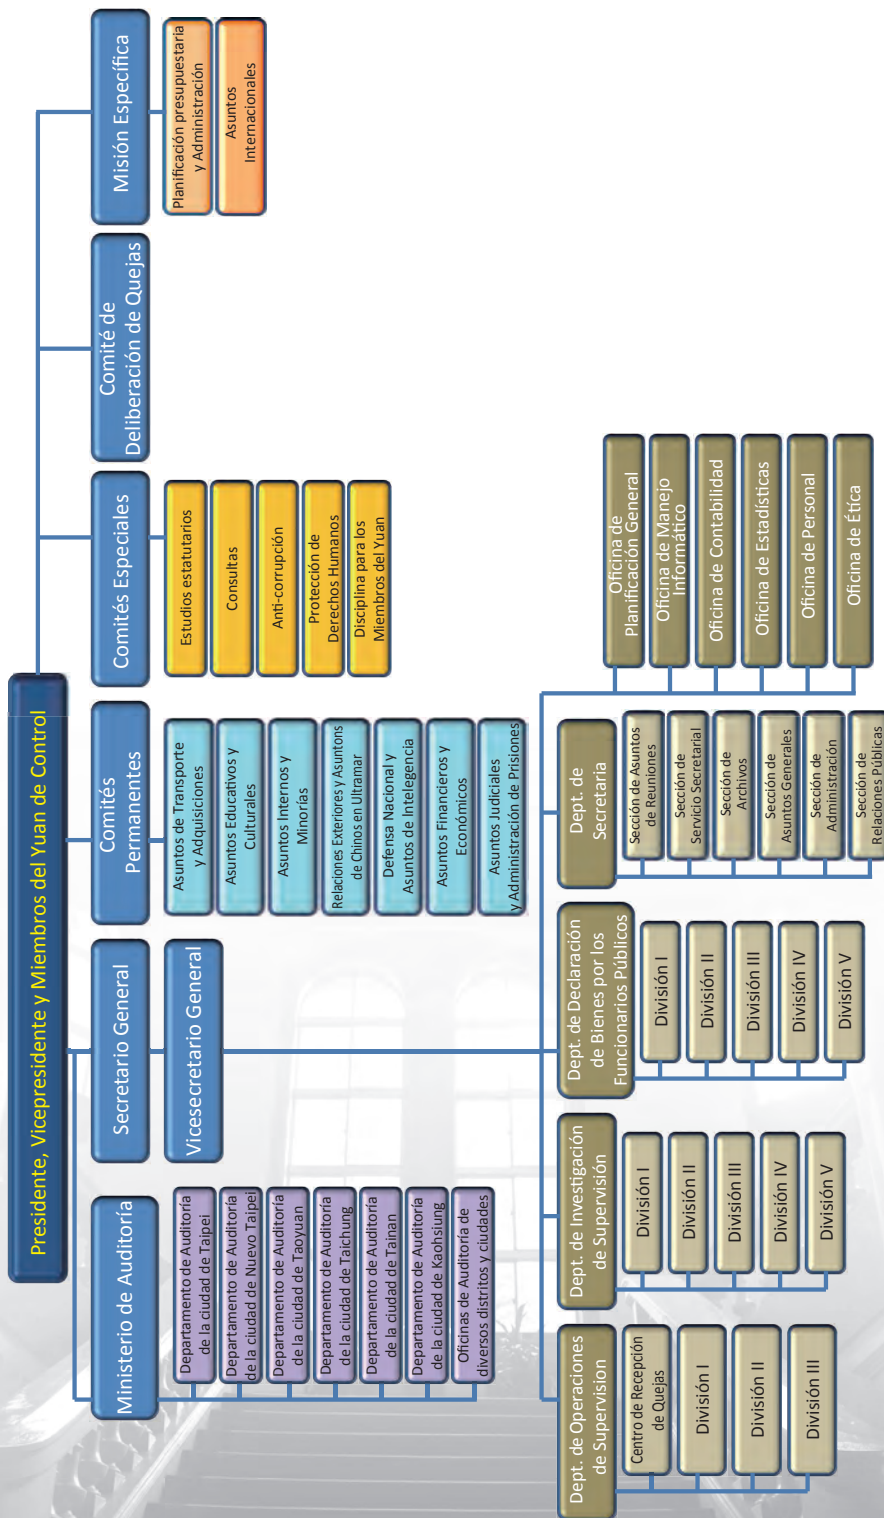 Presidente, Vicepresidente y Miembros del Yuan de Control
Ministerio de Auditoría
Departamento de Auditoría
de la ciudad de Taipei
Departamento de Auditoría
de la ciudad de Nuevo Taipei
Departamento de Auditoría
de la ciudad de Taoyuan
Departamento de Auditoría
de la ciudad de Taichung
Departamento de Auditoría
de la ciudad de Tainan
Departamento de Auditoría
de la ciudad de Kaohsiung
Oficinas de Auditoría de
diversos distritos y ciudades
Secretario General
Vicesecretario General
Comités
Permanentes
Asuntos de Transporte
y Adquisiciones
Asuntos Educativos y
Culturales
Asuntos Internos y
Minorías
Relaciones Exteriores y Asuntons
de Chinos en Ultramar
Defensa Nacional y
Asuntos de Intelegencia
Asuntos Financieros y
Económicos
Asuntos Judiciales
y Administración de Prisiones
Comités Especiales
Estudios estatutarios
Consultas
Anti-corrupción
Protección de
Derechos Humanos
Disciplina para los
Miembros del Yuan
Comité de
Deliberación de Quejas
Misión Específica
Planificación presupuestaria
y Administración
Asuntos
Internacionales
Dept. de Operaciones
de Supervision
Centro de Recepción
de Quejas
División I
División II
División III
Dept. de Investigación
de Supervisión
División I
División II
División III
División IV
División V
Dept. de Declaración
de Bienes por los
Funcionarios Públicos
División I
División II
División III
División IV
División V
Dept. de
Secretaria
Sección de Asuntos
de Reuniones
Sección de
Servicio Secretarial
Sección de
Archivos
Sección de
Asuntos Generales
Sección de
Administración
Sección de
Relaciones Públicas
Oficina de
Planificación General
Oficina de Manejo
Informático
Oficina de Contabilidad
Oficina de Estadísticas
Oficina de Personal
Oficina de Ética